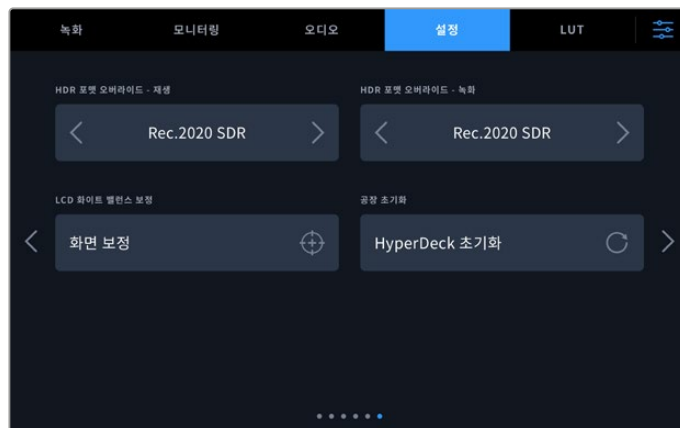 녹화 모니터링 오디오 설정 LUT
HDR 포맷 오버라이드 - 재생 HDR 포맷 오버라이드 - 녹화
Rec.2020 SDR Rec.2020 SDR
LCD 화이트 밸런스 보정 공장 초기화
화면 보정 HyperDeck 초기화